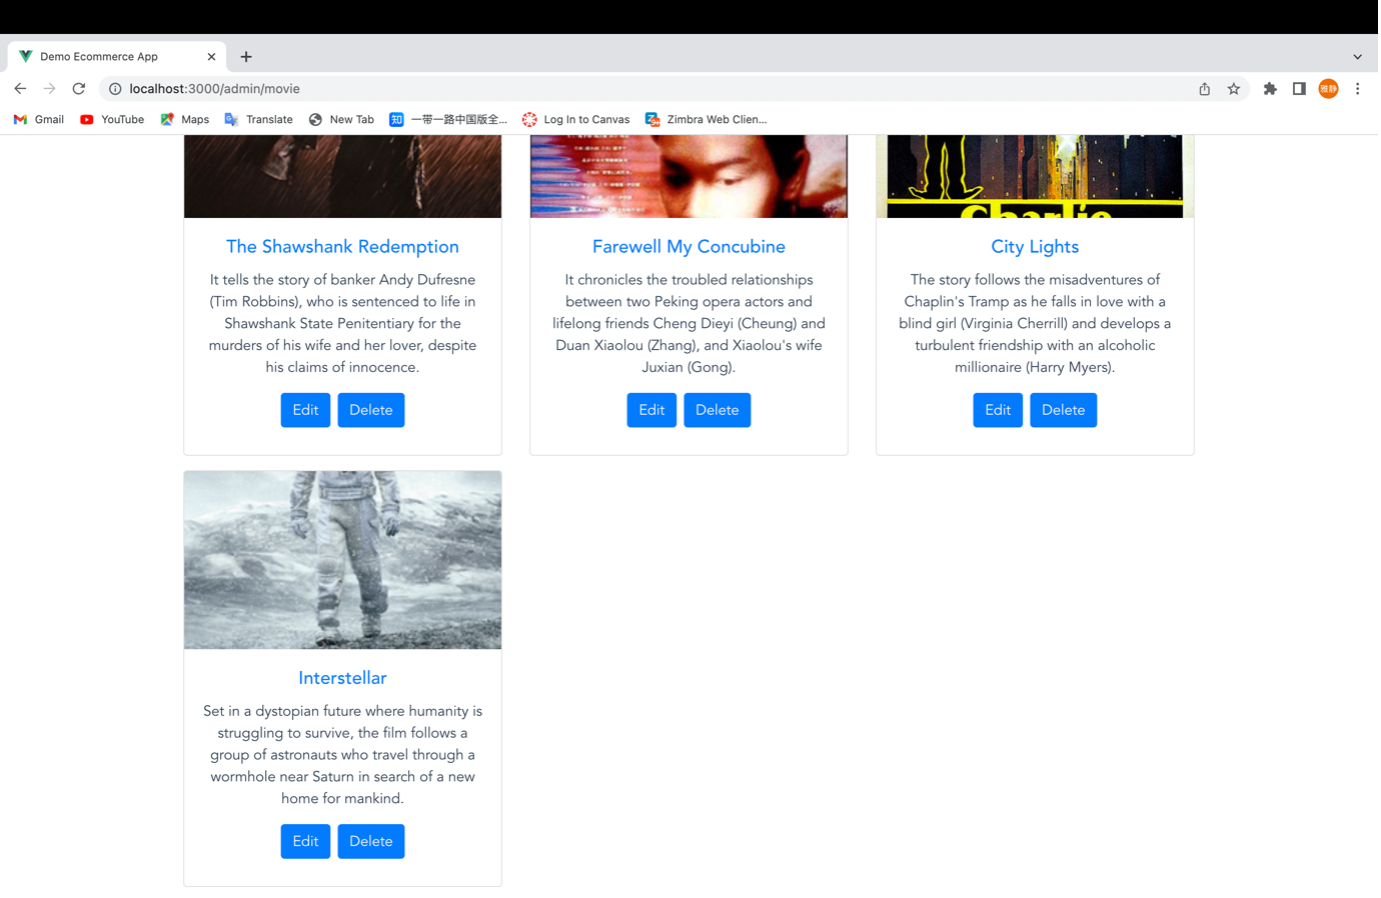 Demo Ecommerce App
localhost:3000/admin/movie
雅静
Gmail YouTube Maps Translate New Tab 知 一带一路中国版全... Log In to Canvas Zimbra Web Clien...
Charlie
The Shawshank Redemption
It tells the story of banker Andy Dufresne
(Tim Robbins), who is sentenced to life in
Shawshank State Penitentiary for the
murders of his wife and her lover, despite
his claims of innocence.
Edit Delete
Farewell My Concubine
It chronicles the troubled relationships
between two Peking opera actors and
lifelong friends Cheng Dieyi (Cheung) and
Duan Xiaolou (Zhang), and Xiaolou's wife
Juxian (Gong).
Edit Delete
City Lights
The story follows the misadventures of
Chaplin's Tramp as he falls in love with a
blind girl (Virginia Cherrill) and develops a
turbulent friendship with an alcoholic
millionaire (Harry Myers).
Edit Delete
Interstellar
Set in a dystopian future where humanity is
struggling to survive, the film follows a
group of astronauts who travel through a
wormhole near Saturn in search of a new
home for mankind.
Edit Delete